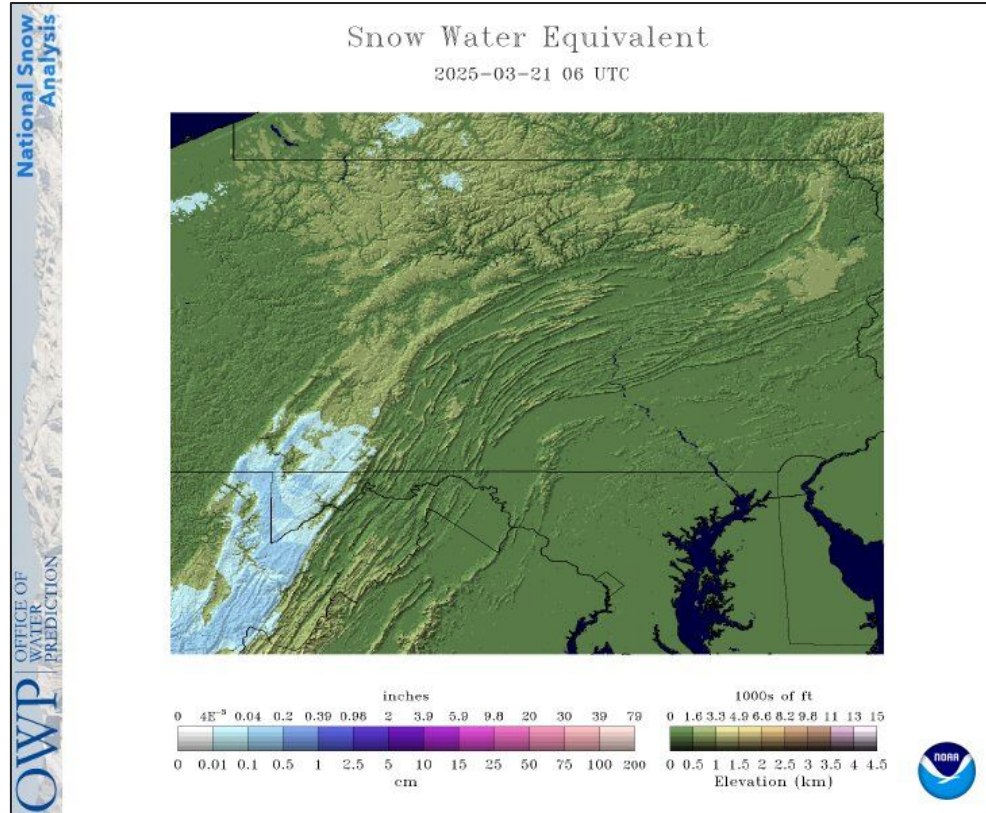 National Snow
Analysis
OWP
OFFICE OF
WATER
PREDICTION
Snow Water Equivalent
2025-03-21 06 UTC
inches
0 4E⁻⁵ 0.04 0.2 0.39 0.98 2 3.9 5.9 9.8 20 30 39 79
0 0.01 0.1 0.5 1 2.5 5 10 15 25 50 75 100 200
cm
1000s of ft
0 1.6 3.3 4.9 6.6 8.2 9.8 11 13 15
0 0.5 1 1.5 2 2.5 3 3.5 4 4.5
Elevation (km)
NOAA